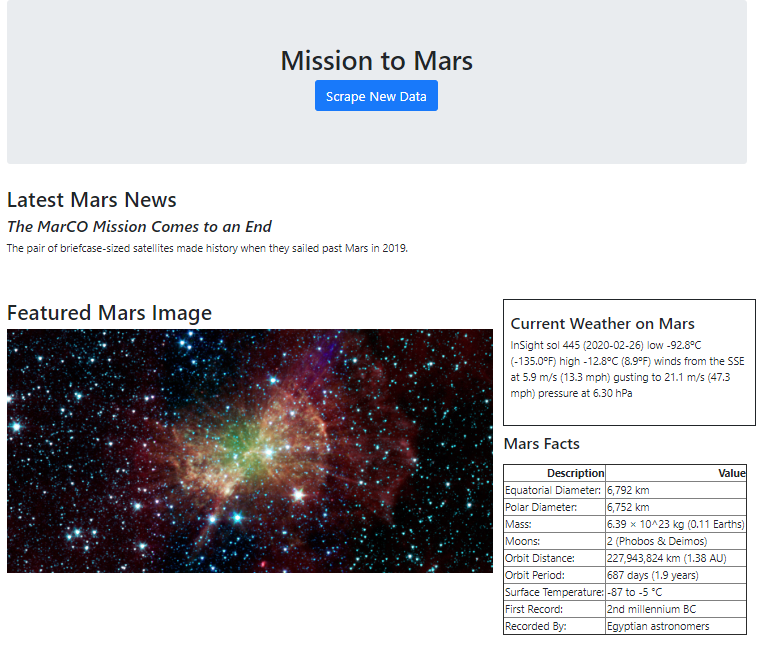 Mission to Mars
Scrape New Data
Latest Mars News
The MarCO Mission Comes to an End
The pair of briefcase-sized satellites made history when they sailed past Mars in 2019.
Featured Mars Image
Current Weather on Mars
InSight sol 445 (2020-02-26) low -92.8ºC
(-135.0ºF) high -12.8ºC (8.9ºF) winds from the SSE
at 5.9 m/s (13.3 mph) gusting to 21.1 m/s (47.3
mph) pressure at 6.30 hPa
Mars Facts
Description Value
Equatorial Diameter: 6,792 km
Polar Diameter: 6,752 km
Mass: 6.39 × 10^23 kg (0.11 Earths)
Moons: 2 (Phobos & Deimos)
Orbit Distance: 227,943,824 km (1.38 AU)
Orbit Period: 687 days (1.9 years)
Surface Temperature: -87 to -5 °C
First Record: 2nd millennium BC
Recorded By: Egyptian astronomers